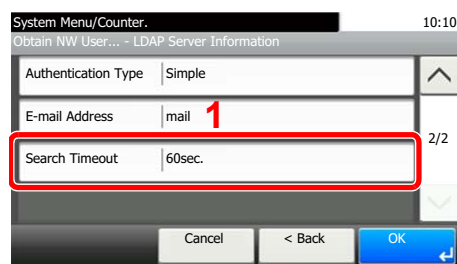 System Menu/Counter. 10:10
Obtain NW User... - LDAP Server Information
Authentication Type Simple
E-mail Address mail 1
2/2
Search Timeout 60sec.
Cancel < Back OK